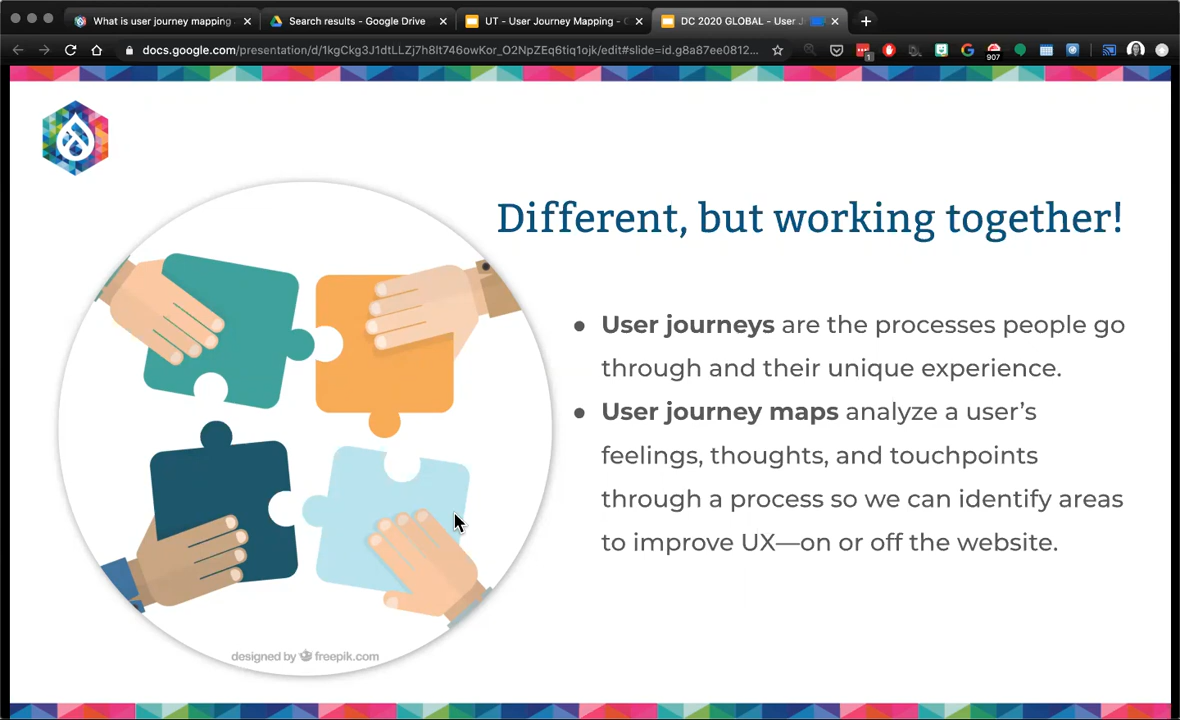 What is user journey mapping
Search results - Google Drive
UT - User Journey Mapping -
DC 2020 GLOBAL - User
docs.google.com/presentation/d/1kgCkg3J1dtLLZj7h8lt746owKor_O2NpZEq6tiq1ojk/edit#slide=id.g8a87ee0812...
1
907
Different, but working together!
● User journeys are the processes people go
through and their unique experience.
● User journey maps analyze a user’s
feelings, thoughts, and touchpoints
through a process so we can identify areas
to improve UX—on or off the website.
designed by freepik.com